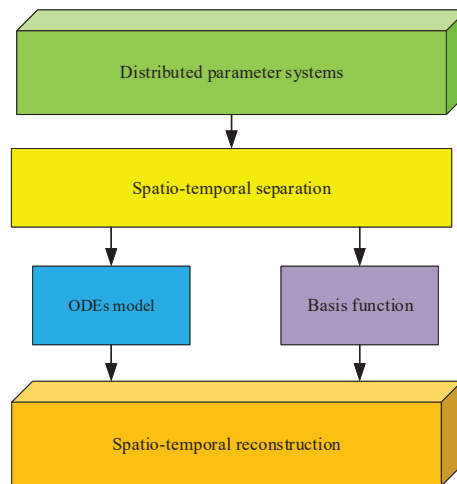 Distributed parameter systems
Spatio-temporal separation
ODEs model
Basis function
Spatio-temporal reconstruction